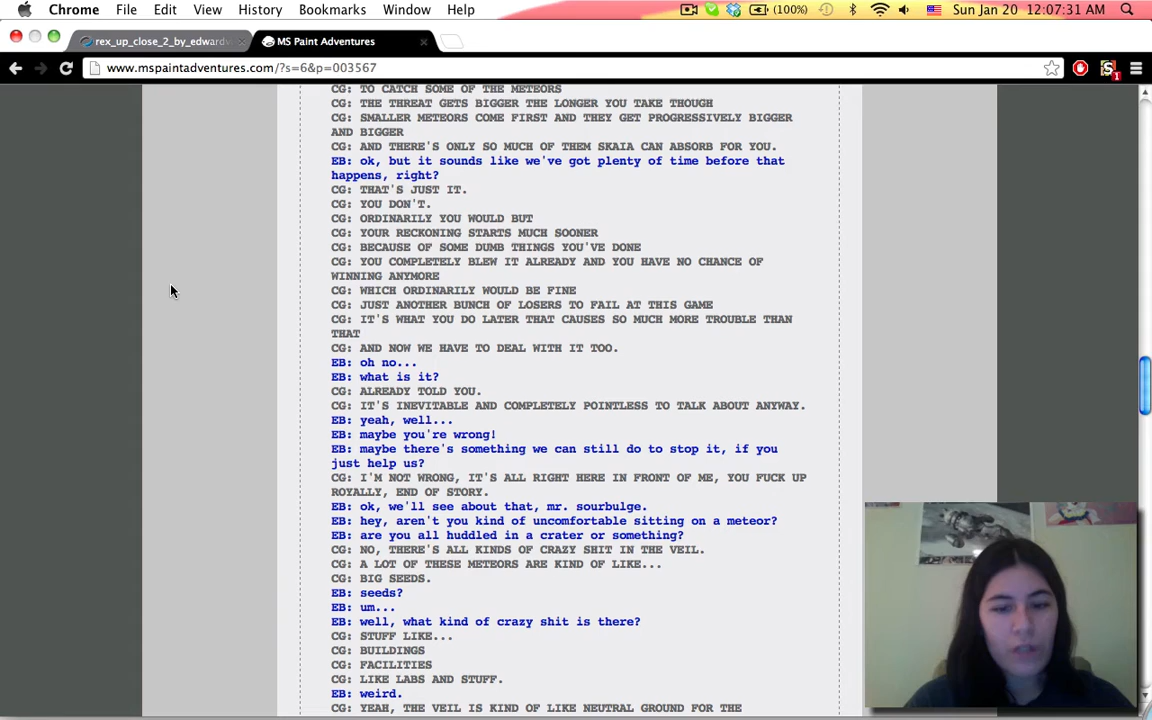 Chrome File Edit View History Bookmarks Window Help (100%) Sun Jan 20 12:07:31 AM
rex_up_close_2_by_edwardv MS Paint Adventures
www.mspaintadventures.com/?s=6&p=003567
CG: TO CATCH SOME OF THE METEORS
CG: THE THREAT GETS BIGGER THE LONGER YOU TAKE THOUGH
CG: SMALLER METEORS COME FIRST AND THEY GET PROGRESSIVELY BIGGER
AND BIGGER
CG: AND THERE'S ONLY SO MUCH OF THEM SKAIA CAN ABSORB FOR YOU.
EB: ok, but it sounds like we've got plenty of time before that
happens, right?
CG: THAT'S JUST IT.
CG: YOU DON'T.
CG: ORDINARILY YOU WOULD BUT
CG: YOUR RECKONING STARTS MUCH SOONER
CG: BECAUSE OF SOME DUMB THINGS YOU'VE DONE
CG: YOU COMPLETELY BLEW IT ALREADY AND YOU HAVE NO CHANCE OF
WINNING ANYMORE
CG: WHICH ORDINARILY WOULD BE FINE
CG: JUST ANOTHER BUNCH OF LOSERS TO FAIL AT THIS GAME
CG: IT'S WHAT YOU DO LATER THAT CAUSES SO MUCH MORE TROUBLE THAN
THAT
CG: AND NOW WE HAVE TO DEAL WITH IT TOO.
EB: oh no...
EB: what is it?
CG: ALREADY TOLD YOU.
CG: IT'S INEVITABLE AND COMPLETELY POINTLESS TO TALK ABOUT ANYWAY.
EB: yeah, well...
EB: maybe you're wrong!
EB: maybe there's something we can still do to stop it, if you
just help us?
CG: I'M NOT WRONG, IT'S ALL RIGHT HERE IN FRONT OF ME, YOU FUCK UP
ROYALLY, END OF STORY.
EB: ok, we'll see about that, mr. sourbulge.
EB: hey, aren't you kind of uncomfortable sitting on a meteor?
EB: are you all huddled in a crater or something?
CG: NO, THERE'S ALL KINDS OF CRAZY SHIT IN THE VEIL.
CG: A LOT OF THESE METEORS ARE KIND OF LIKE...
CG: BIG SEEDS.
EB: seeds?
EB: um...
EB: well, what kind of crazy shit is there?
CG: STUFF LIKE...
CG: BUILDINGS
CG: FACILITIES
CG: LIKE LABS AND STUFF.
EB: weird.
CG: YEAH, THE VEIL IS KIND OF LIKE NEUTRAL GROUND FOR THE